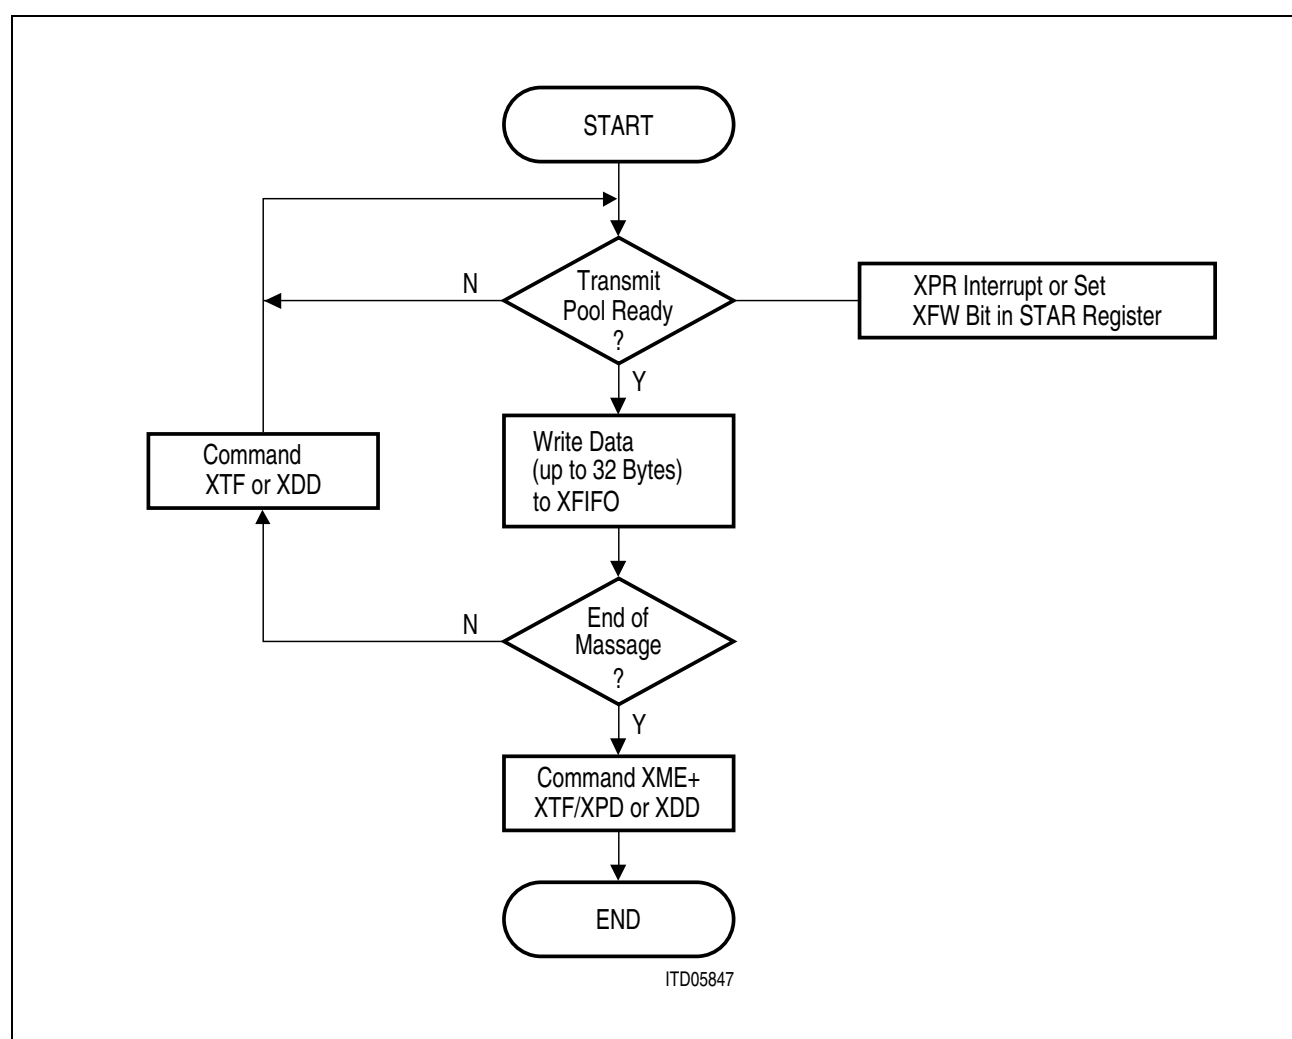 START
N
Transmit
Pool Ready
?
XPR Interrupt or Set
XFW Bit in STAR Register
Y
Write Data
(up to 32 Bytes)
to XFIFO
Command
XTF or XDD
N
End of
Massage
?
Y
Command XME+
XTF/XPD or XDD
END
ITD05847